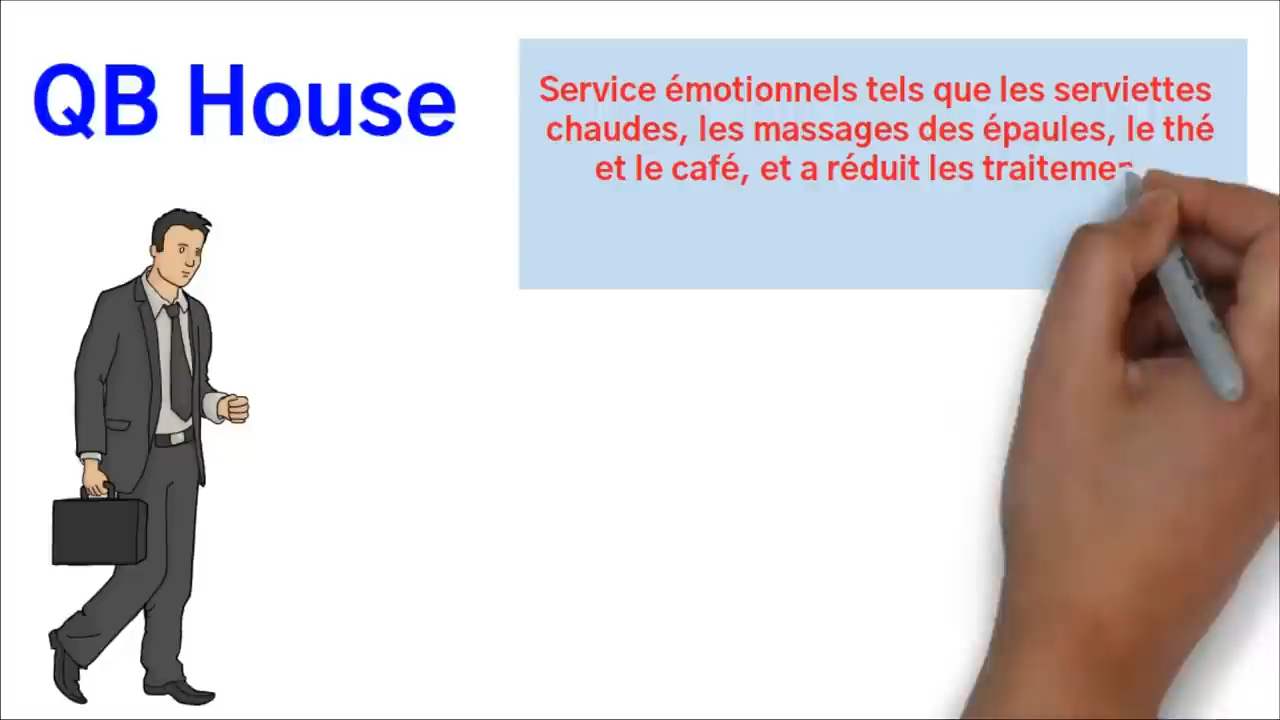 QB House
Service émotionnels tels que les serviettes
chaudes, les massages des épaules, le thé
et le café, et a réduit les